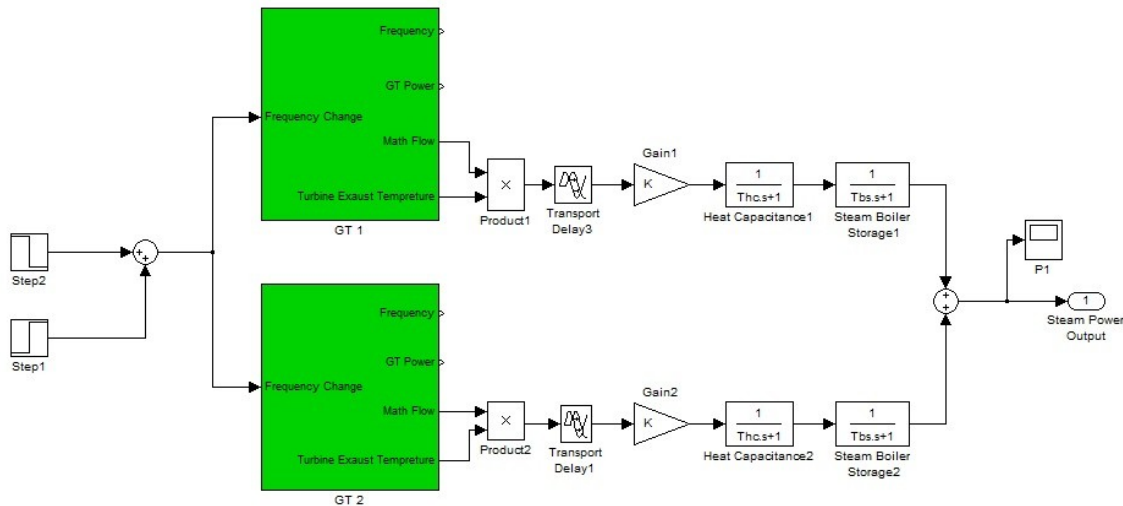 Frequency
GT Power
Frequency Change
Math Flow
Turbine Exaust Tempreture
GT 1
×
Product1
Transport
Delay3
Gain1
K
1
Thc.s+1
Heat Capacitance1
1
Tbs.s+1
Steam Boiler
Storage1
Step2
Step1
+
+
Frequency
GT Power
Frequency Change
Math Flow
Turbine Exaust Tempreture
GT 2
×
Product2
Transport
Delay1
Gain2
K
1
Thc.s+1
Heat Capacitance2
1
Tbs.s+1
Steam Boiler
Storage2
+
+
P1
1
Steam Power
Output